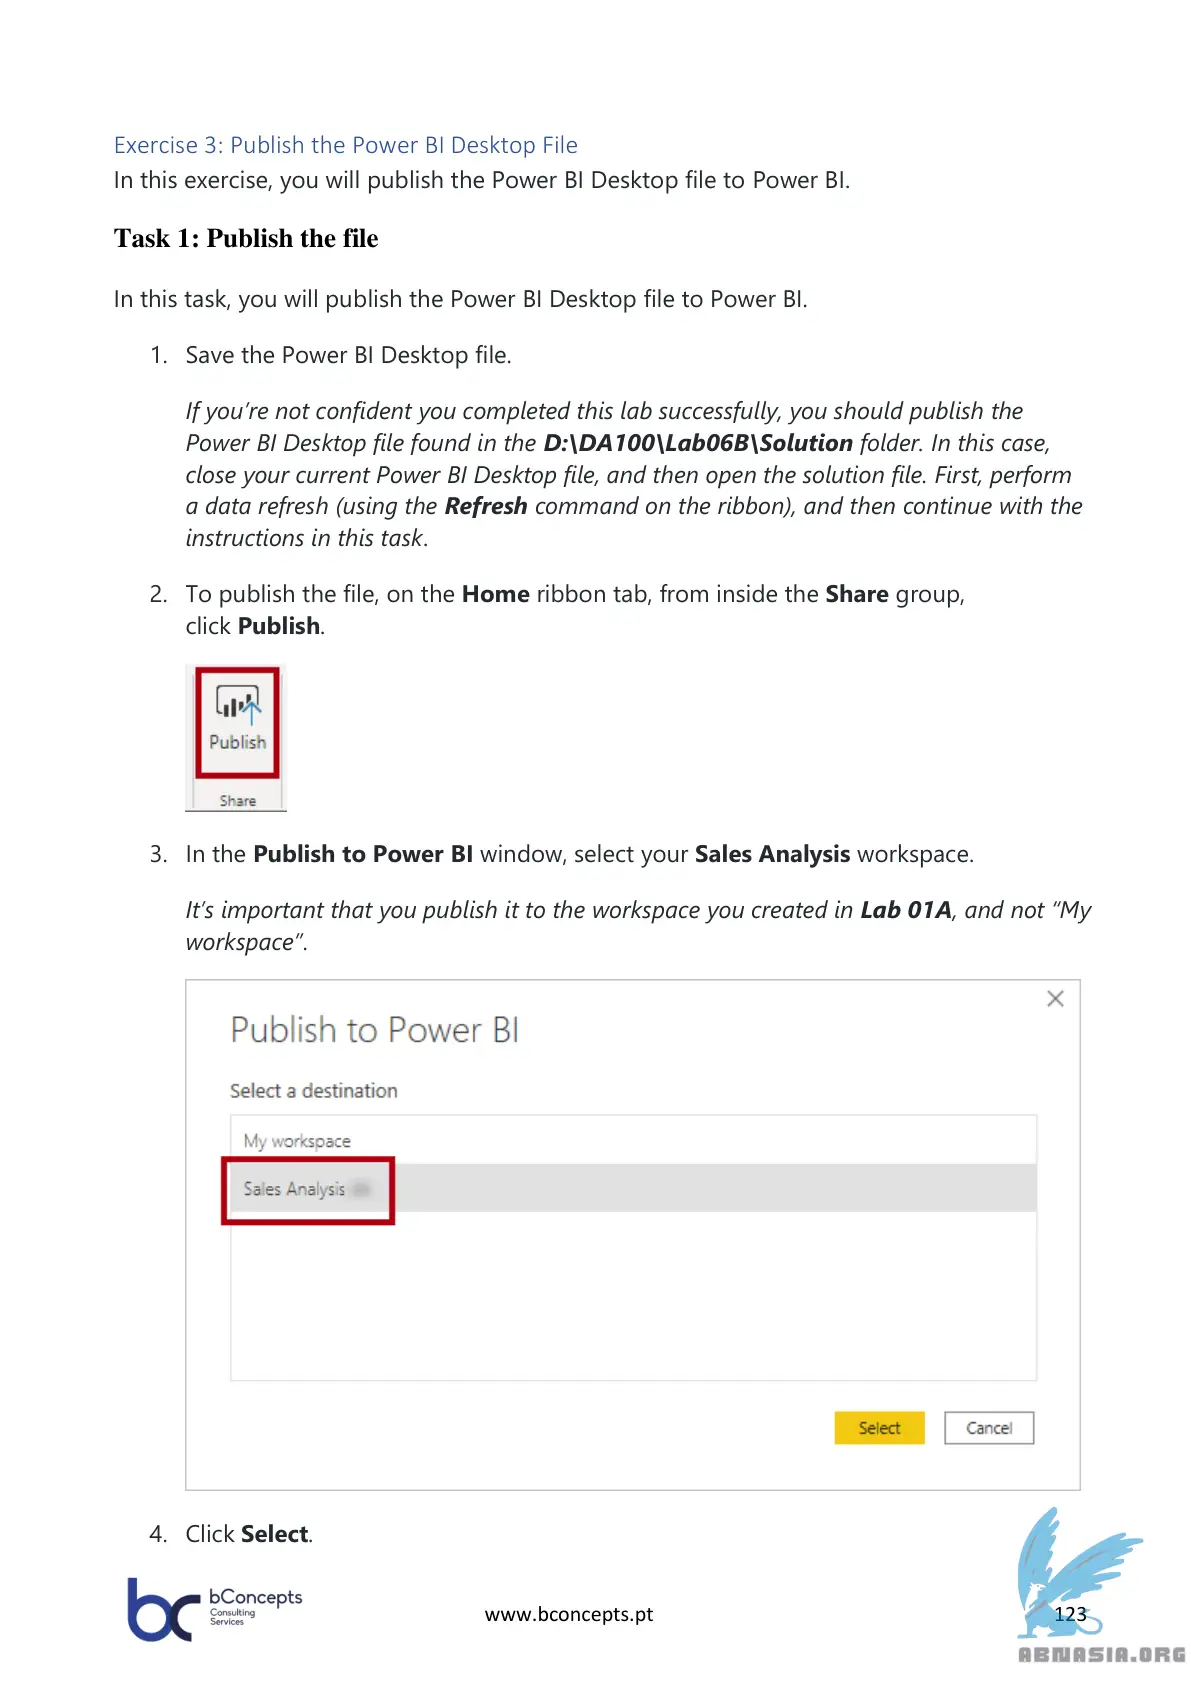 Exercise 3: Publish the Power BI Desktop File
In this exercise, you will publish the Power BI Desktop file to Power BI.
Task 1: Publish the file
In this task, you will publish the Power BI Desktop file to Power BI.
1. Save the Power BI Desktop file.
If you’re not confident you completed this lab successfully, you should publish the
Power BI Desktop file found in the D:\DA100\Lab06B\Solution folder. In this case,
close your current Power BI Desktop file, and then open the solution file. First, perform
a data refresh (using the Refresh command on the ribbon), and then continue with the
instructions in this task.
2. To publish the file, on the Home ribbon tab, from inside the Share group,
click Publish.
Publish
Share
3. In the Publish to Power BI window, select your Sales Analysis workspace.
It’s important that you publish it to the workspace you created in Lab 01A, and not “My
workspace”.
Publish to Power BI
Select a destination
My workspace
Sales Analysis
Select Cancel
4. Click Select.
bc bConcepts
Consulting
Services
www.bconcepts.pt
123
ABNASIA.ORG